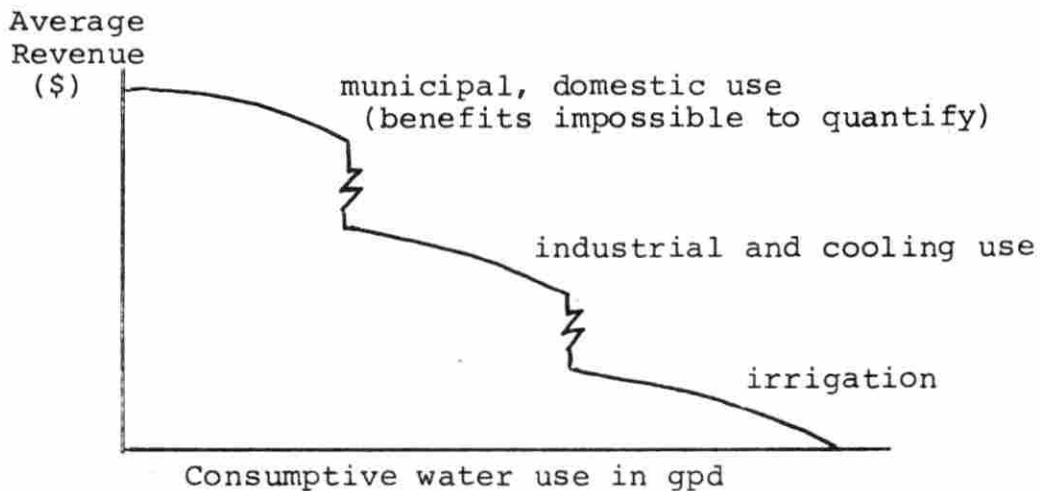 Average
Revenue
($)
municipal, domestic use
(benefits impossible to quantify)
industrial and cooling use
irrigation
Consumptive water use in gpd